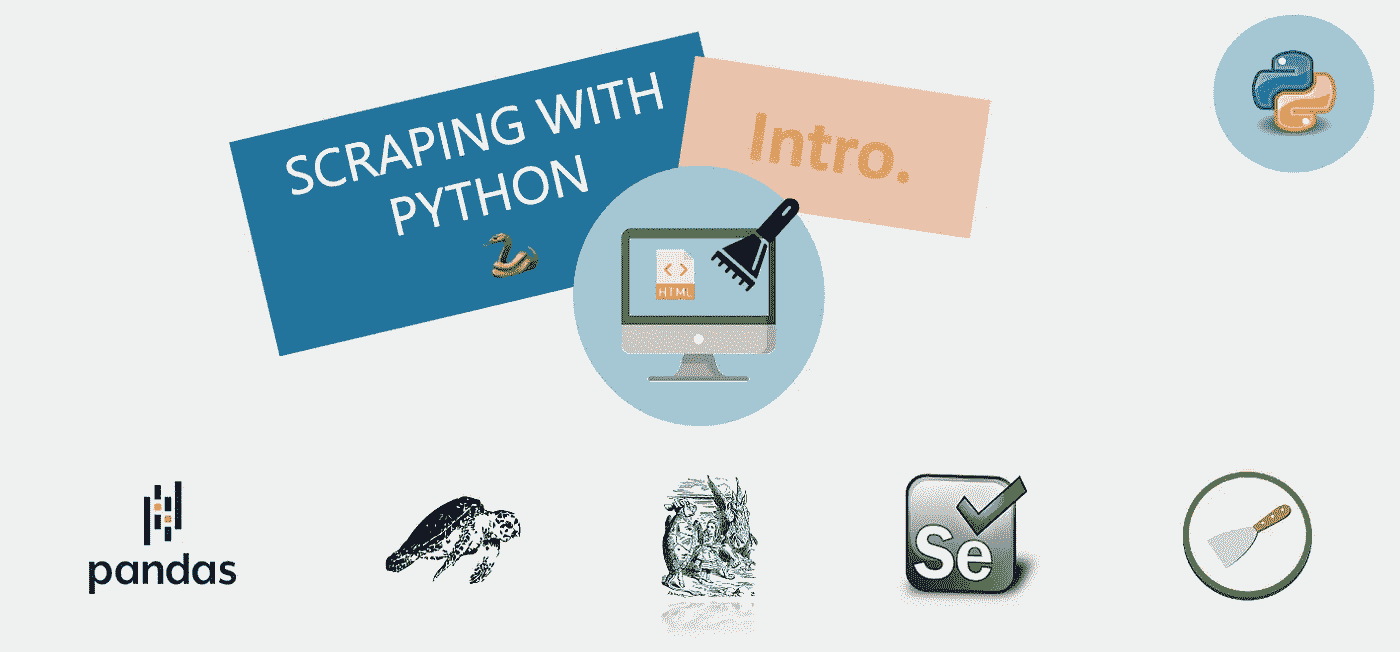 SCRAPING WITH
PYTHON
Intro.
HTML
pandas
Se